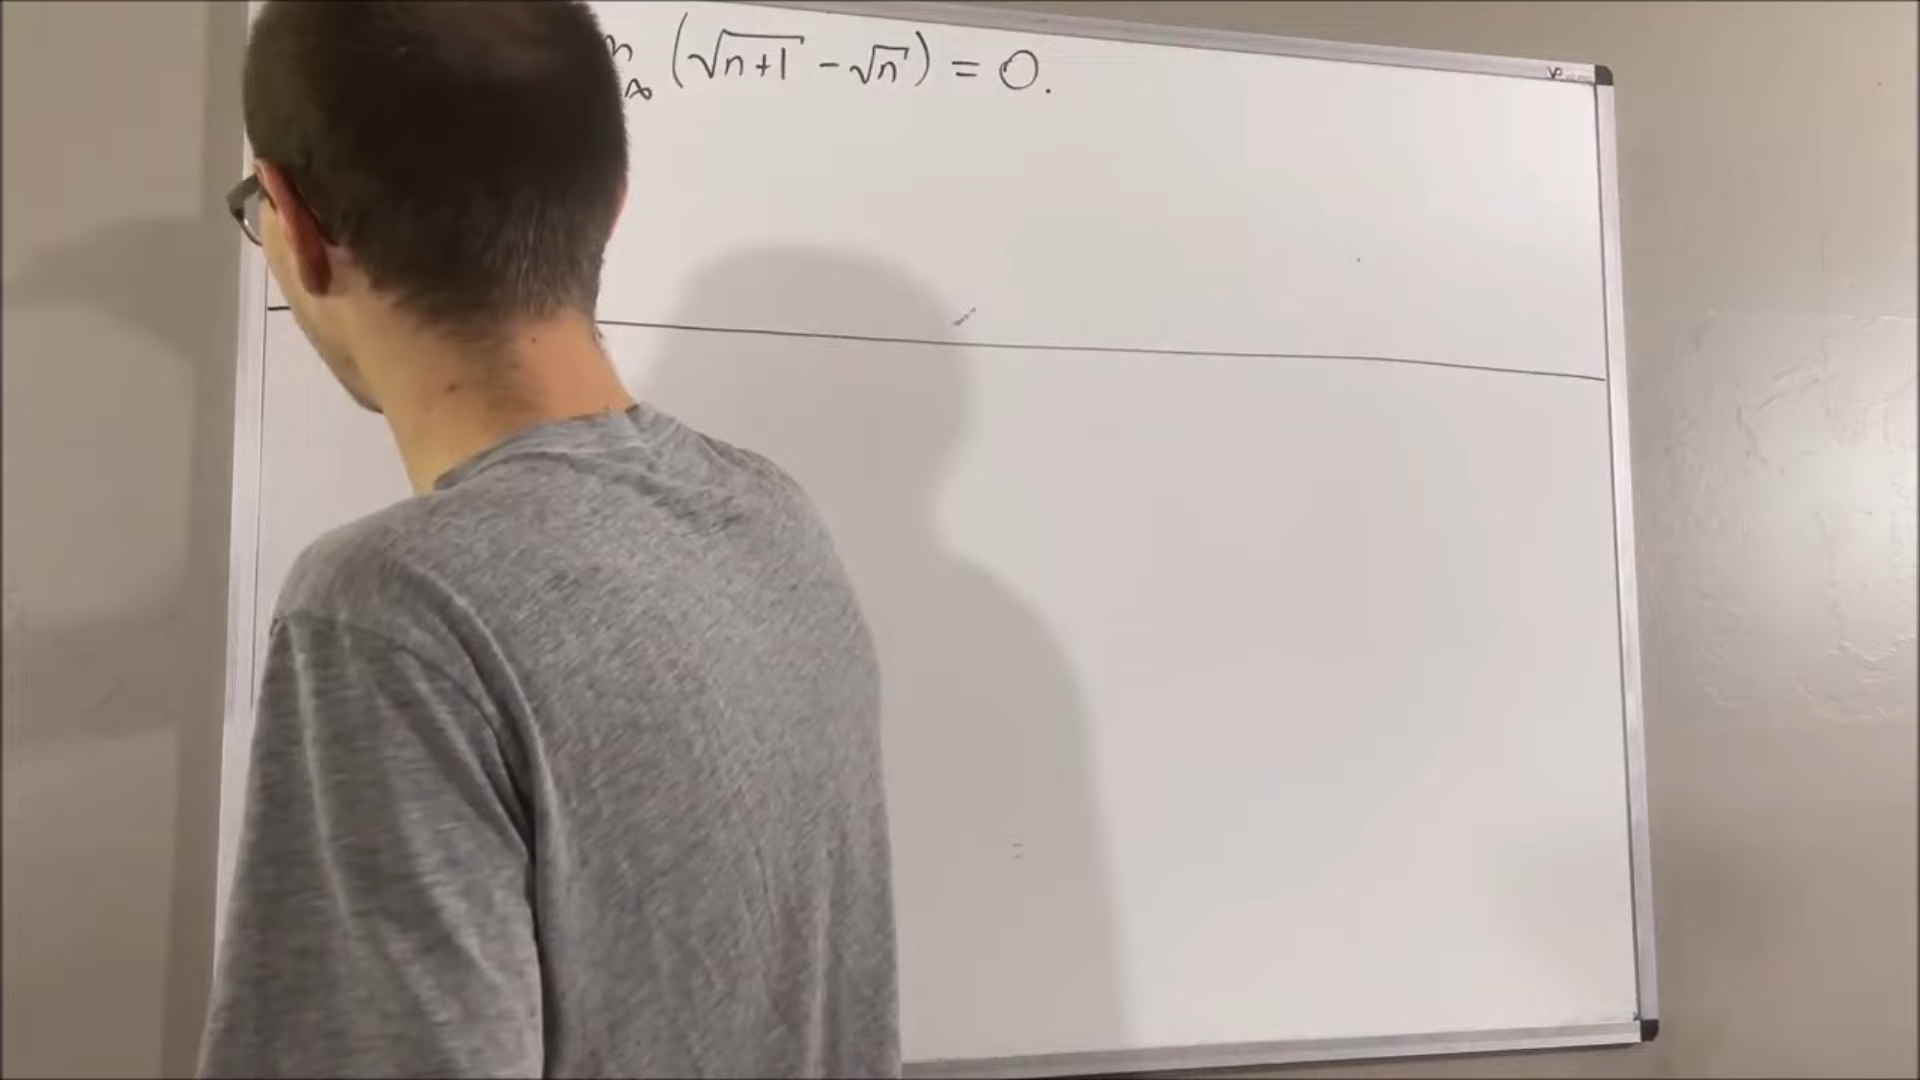 (√n+1 - √n) = 0.